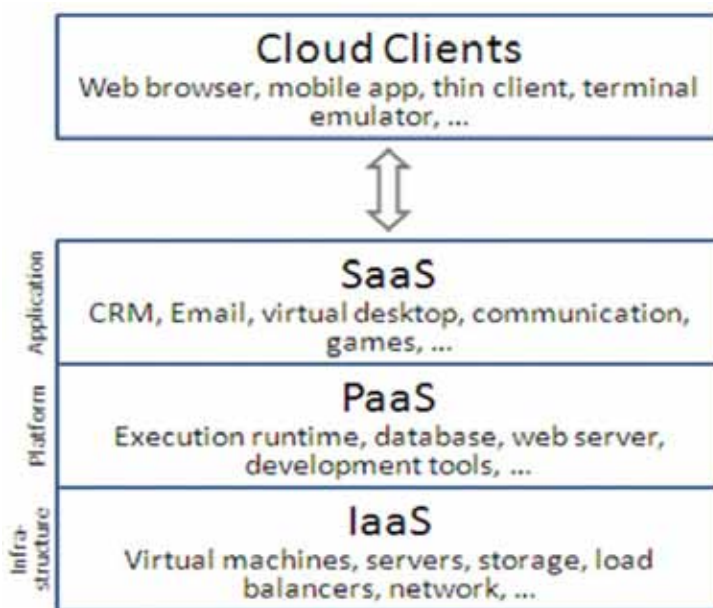 Cloud Clients
Web browser, mobile app, thin client, terminal
emulator, ...
Application
SaaS
CRM, Email, virtual desktop, communication,
games, ...
Platform
PaaS
Execution runtime, database, web server,
development tools, ...
Infra-
structure
IaaS
Virtual machines, servers, storage, load
balancers, network, ...